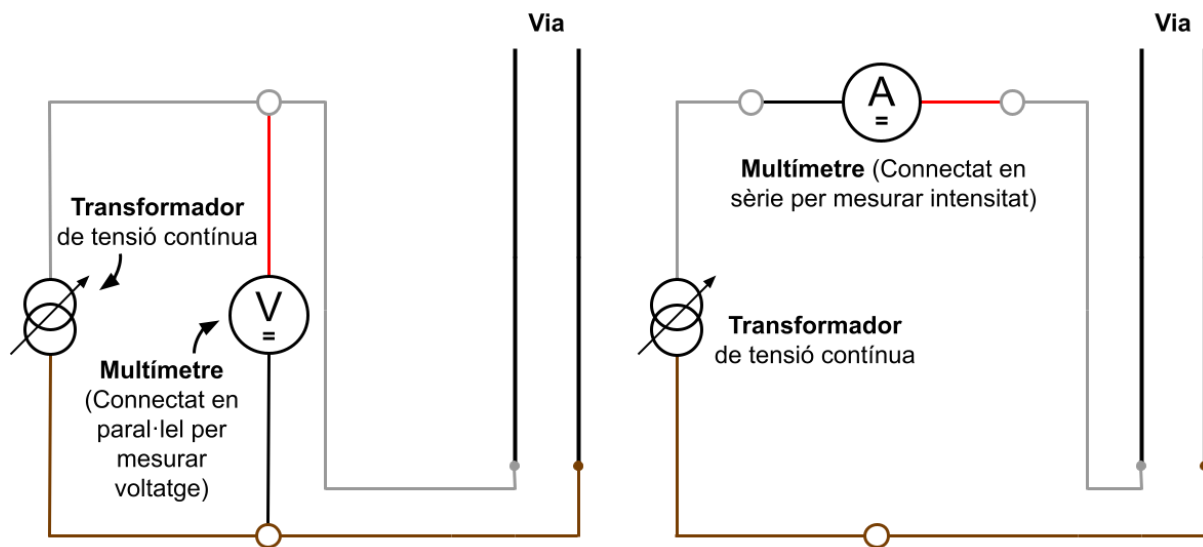 Via
Transformador
de tensió contínua
V
=
Multímetre
(Connectat en
paral·lel per
mesurar
voltatge)
Via
A
=
Multímetre (Connectat en
sèrie per mesurar intensitat)
Transformador
de tensió contínua